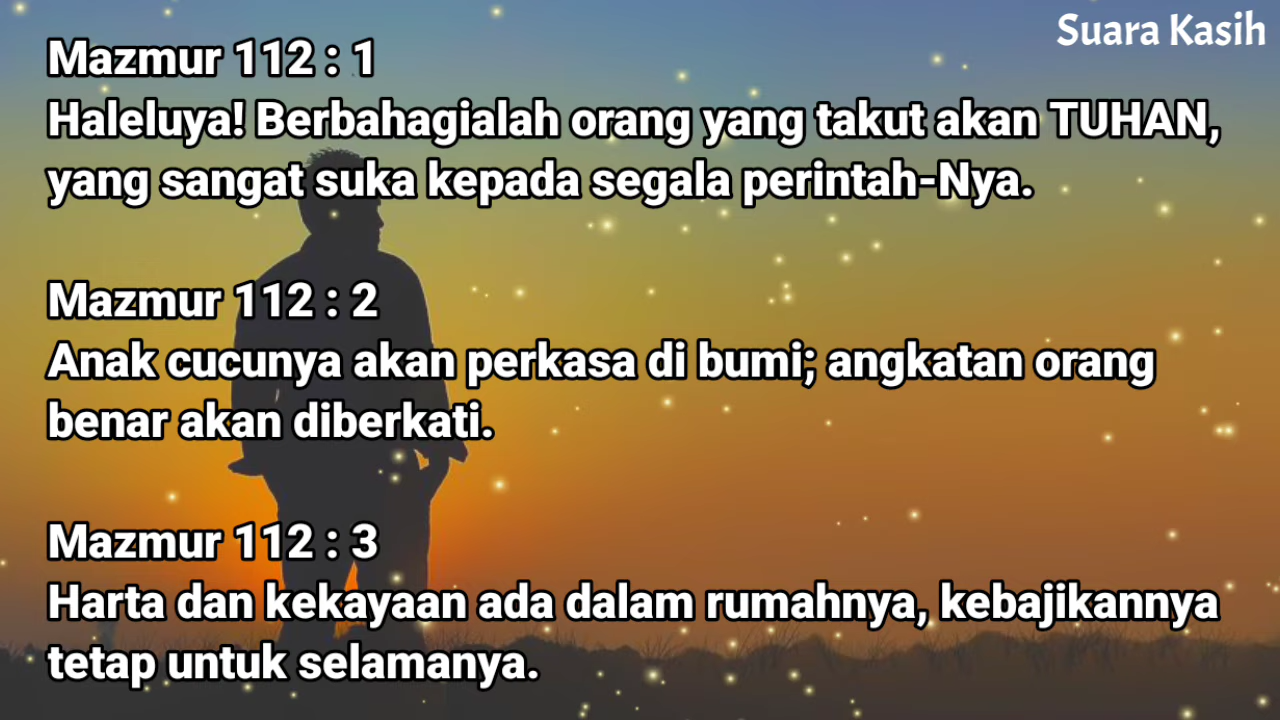 Suara Kasih
Mazmur 112 : 1
Haleluya! Berbahagialah orang yang takut akan TUHAN,
yang sangat suka kepada segala perintah-Nya.
Mazmur 112 : 2
Anak cucunya akan perkasa di bumi; angkatan orang
benar akan diberkati.
Mazmur 112 : 3
Harta dan kekayaan ada dalam rumahnya, kebajikannya
tetap untuk selamanya.